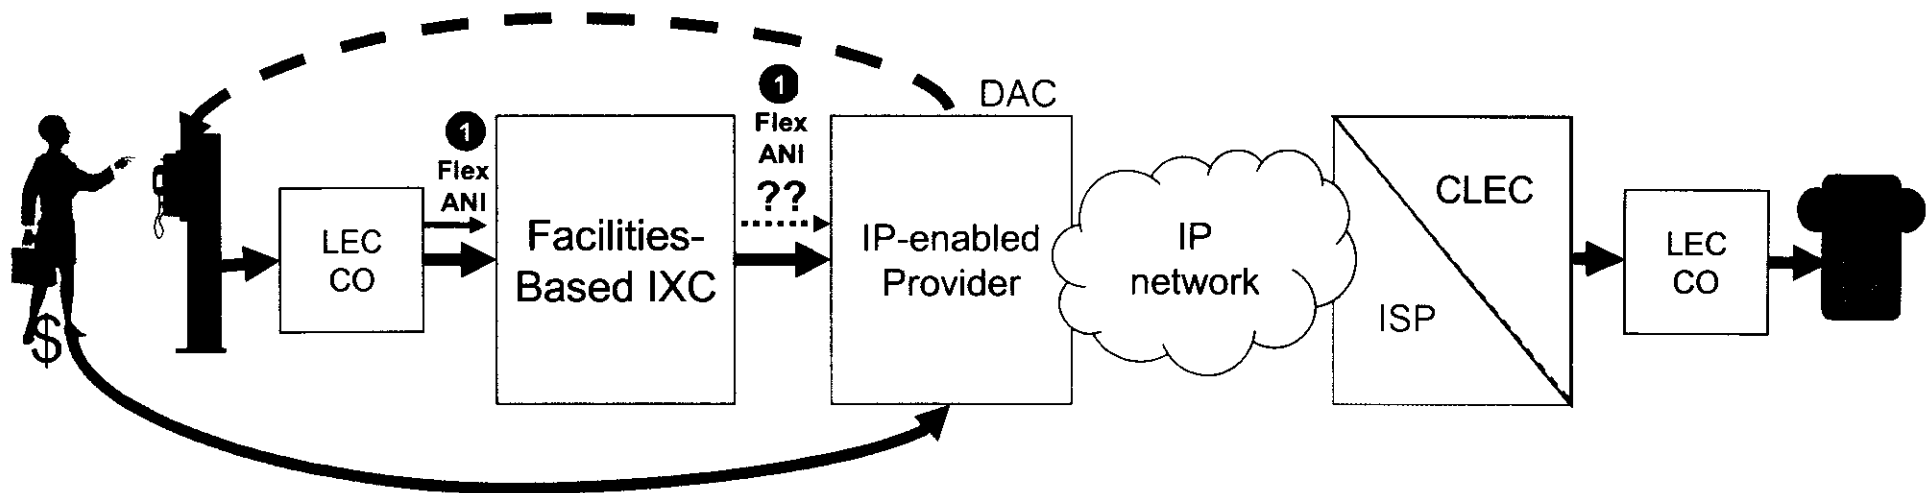 $
LEC
CO
1
Flex
ANI
Facilities-
Based IXC
1
Flex
ANI
??
DAC
IP-enabled
Provider
IP
network
CLEC
ISP
LEC
CO